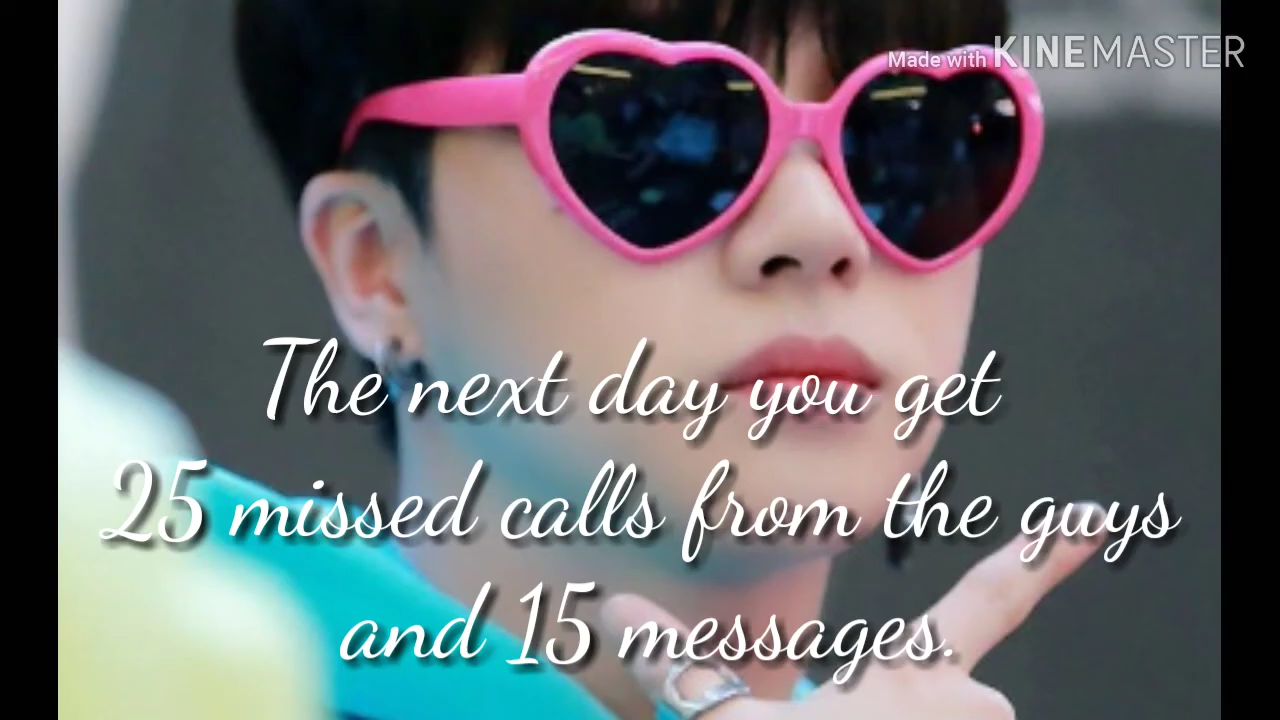 Made with KINEMASTER
The next day you get
25 missed calls from the guys
and 15 messages.